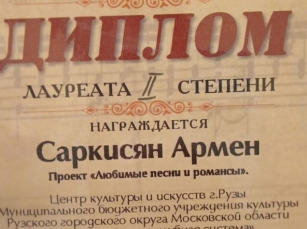 ДИПЛОМ
ЛАУРЕАТА II СТЕПЕНИ
НАГРАЖДАЕТСЯ
Саркисян Армен
Проект «Любимые песни и романсы».
Центр культуры и искусств г.Рузы
Муниципального бюджетного учреждения культуры
Рузского городского округа Московской области
система»